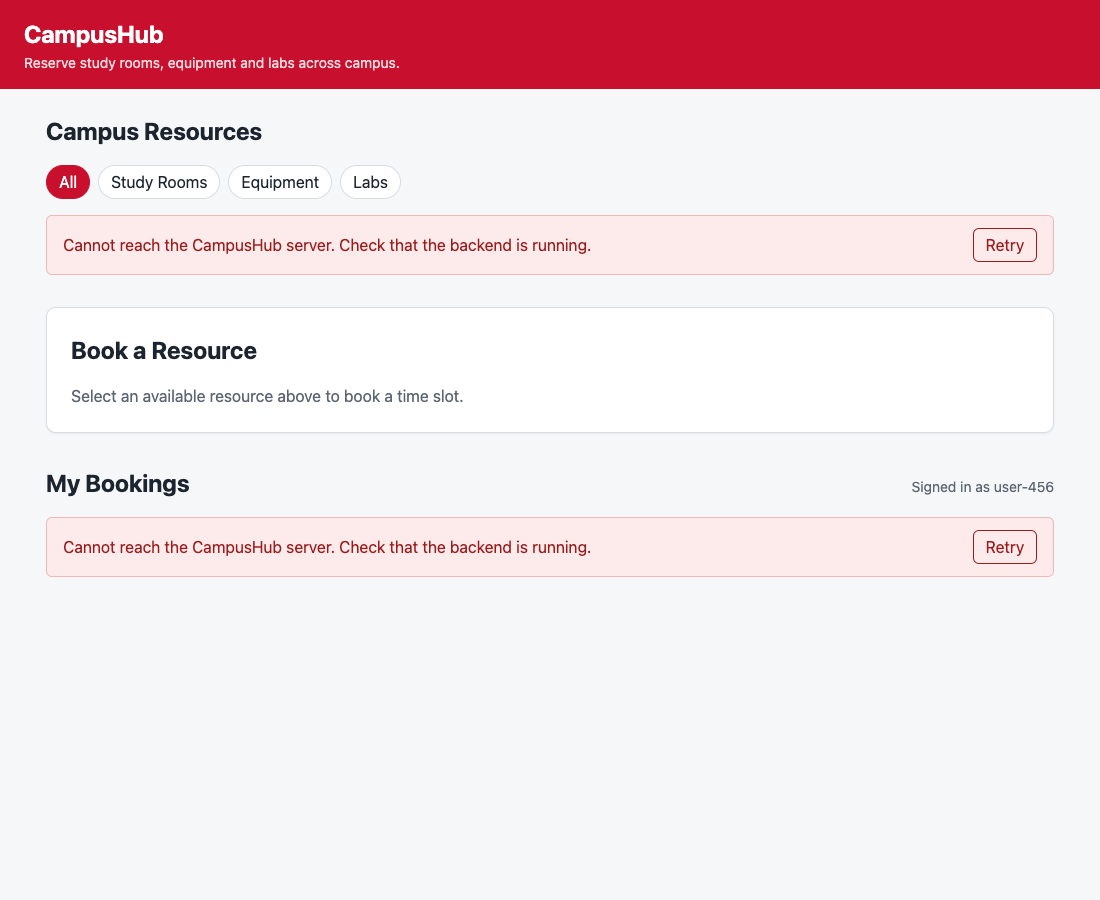 CampusHub
Reserve study rooms, equipment and labs across campus.
Campus Resources
All Study Rooms Equipment Labs
Cannot reach the CampusHub server. Check that the backend is running. Retry
Book a Resource
Select an available resource above to book a time slot.
My Bookings Signed in as user-456
Cannot reach the CampusHub server. Check that the backend is running. Retry